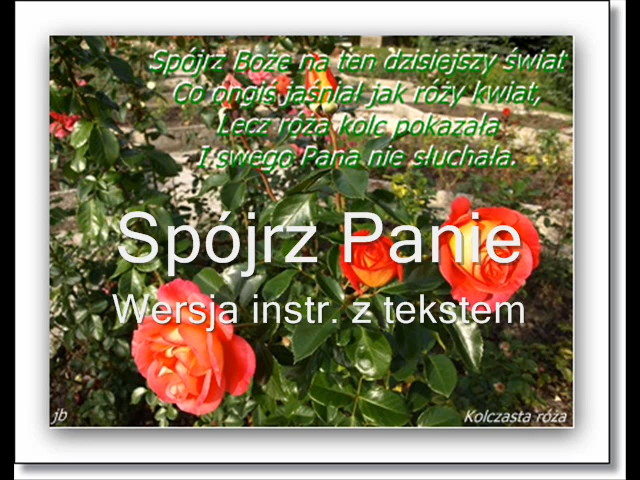 Spójrz Boże na ten dzisiejszy świat
Co ongiś jaśniał jak róży kwiat,
Lecz róża kolc pokazała
I swego Pana nie słuchała.
Spójrz Panie
Wersja instr. z tekstem
jb
Kolczasta róża